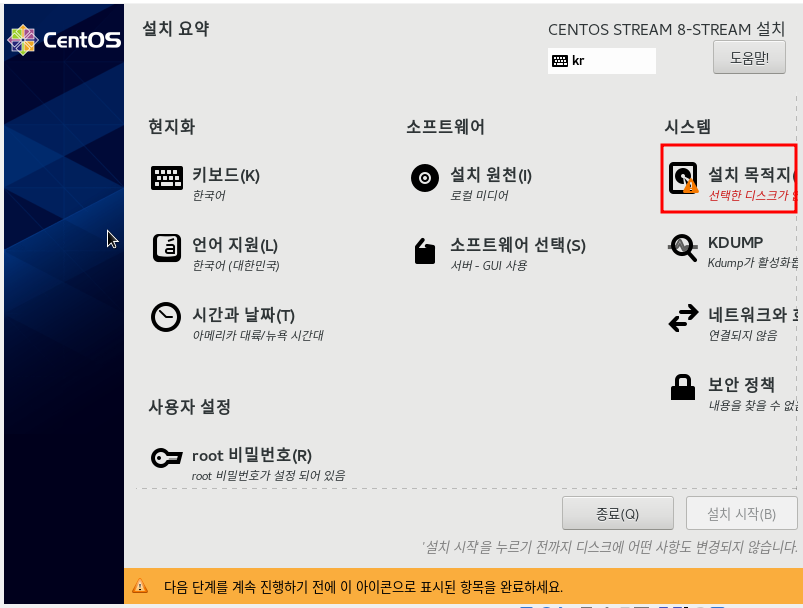 CentOS
설치 요약
CENTOS STREAM 8-STREAM 설치
kr
도움말!
현지화
키보드(K)
한국어
언어 지원(L)
한국어 (대한민국)
시간과 날짜(T)
아메리카 대륙/뉴욕 시간대
사용자 설정
root 비밀번호(R)
root 비밀번호가 설정 되어 있음
소프트웨어
설치 원천(I)
로컬 미디어
소프트웨어 선택(S)
서버 - GUI 사용
시스템
설치 목적지(
선택한 디스크가
KDUMP
Kdump가 활성화됨
네트워크와
연결되지 않음
보안 정책
내용을 찾을 수
종료(Q)
설치 시작(B)
'설치 시작'을 누르기 전까지 디스크에 어떤 사항도 변경되지 않습니다.
다음 단계를 계속 진행하기 전에 이 아이콘으로 표시된 항목을 완료하세요.